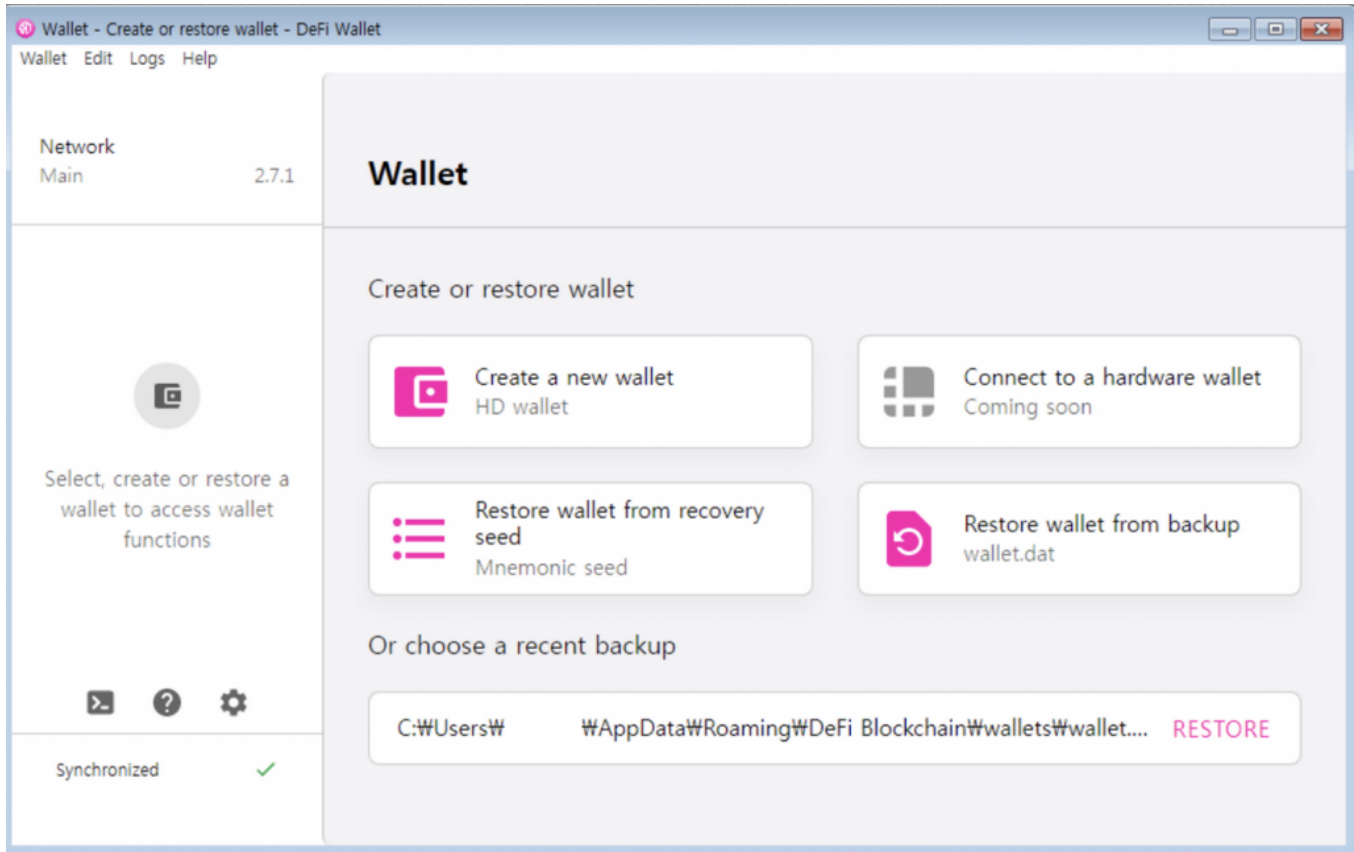 Wallet - Create or restore wallet - DeFi Wallet
Wallet Edit Logs Help
Network
Main 2.7.1
Select, create or restore a
wallet to access wallet
functions
Synchronized
Wallet
Create or restore wallet
Create a new wallet
HD wallet
Connect to a hardware wallet
Coming soon
Restore wallet from recovery
seed
Mnemonic seed
Restore wallet from backup
wallet.dat
Or choose a recent backup
C:₩Users₩ ₩AppData₩Roaming₩DeFi Blockchain₩wallets₩wallet.... RESTORE